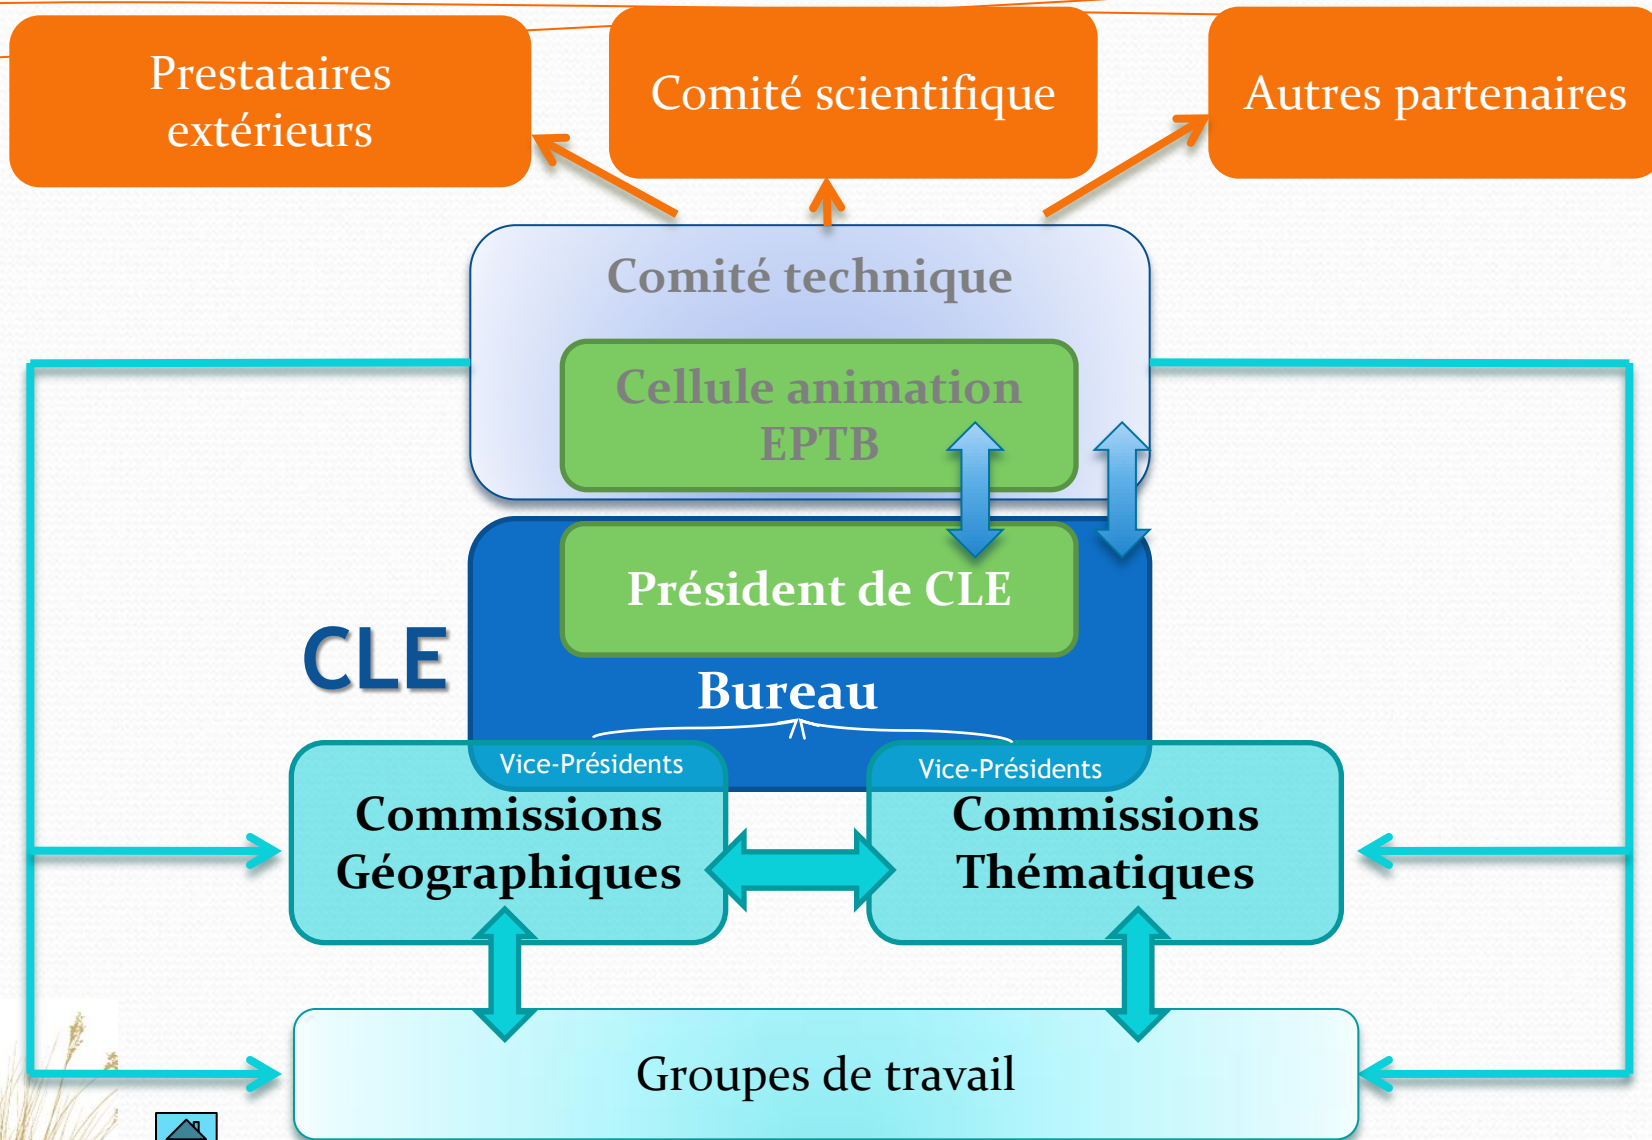 Prestataires
extérieurs
Comité scientifique
Autres partenaires
Comité technique
Cellule animation
EPTB
Président de CLE
CLE
Bureau
Vice-Présidents
Vice-Présidents
Commissions
Géographiques
Commissions
Thématiques
Groupes de travail